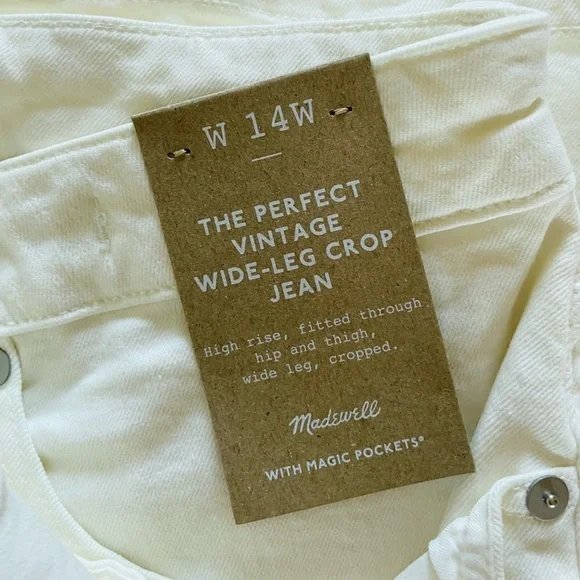 W 14W
THE PERFECT
VINTAGE
WIDE-LEG CROP
JEAN
High rise, fitted through
hip and thigh,
wide leg, cropped.
Madewell
WITH MAGIC POCKETS®